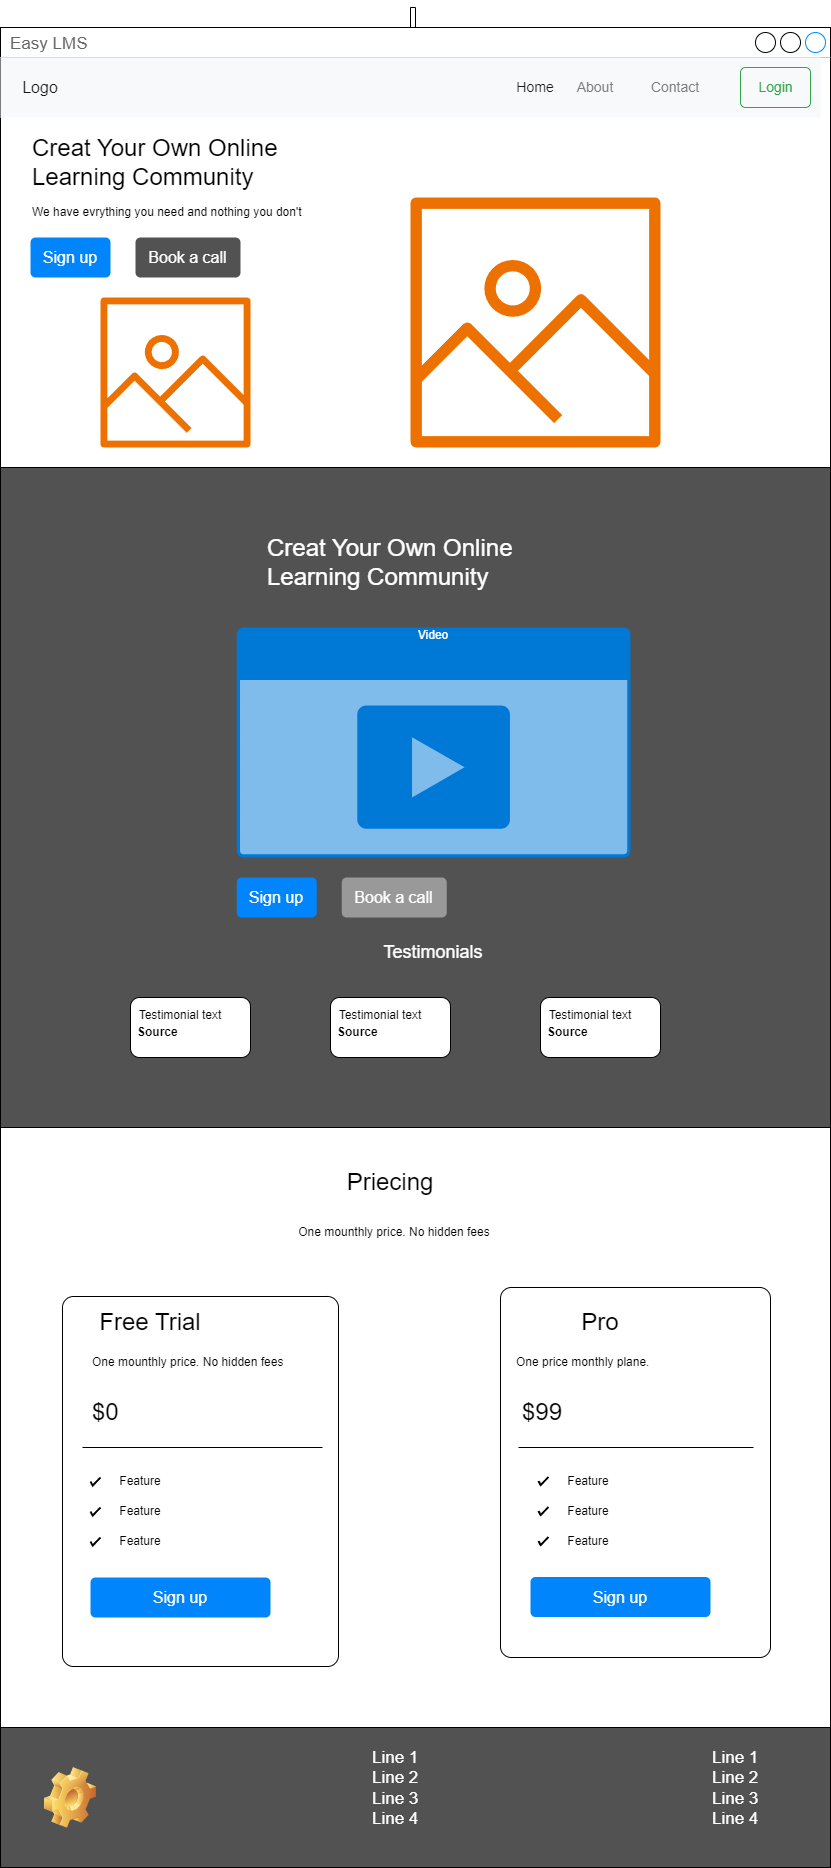 Easy LMS
Logo
Home
About
Contact
Login
Creat Your Own Online
Learning Community
We have evrything you need and nothing you don't
Sign up
Book a call
Creat Your Own Online
Learning Community
Video
Sign up
Book a call
Testimonials
Testimonial text
Source
Testimonial text
Source
Testimonial text
Source
Priecing
One mounthly price. No hidden fees
Free Trial
One mounthly price. No hidden fees
$0
Feature
Feature
Feature
Sign up
Pro
One price monthly plane.
$99
Feature
Feature
Feature
Sign up
Line 1
Line 2
Line 3
Line 4
Line 1
Line 2
Line 3
Line 4